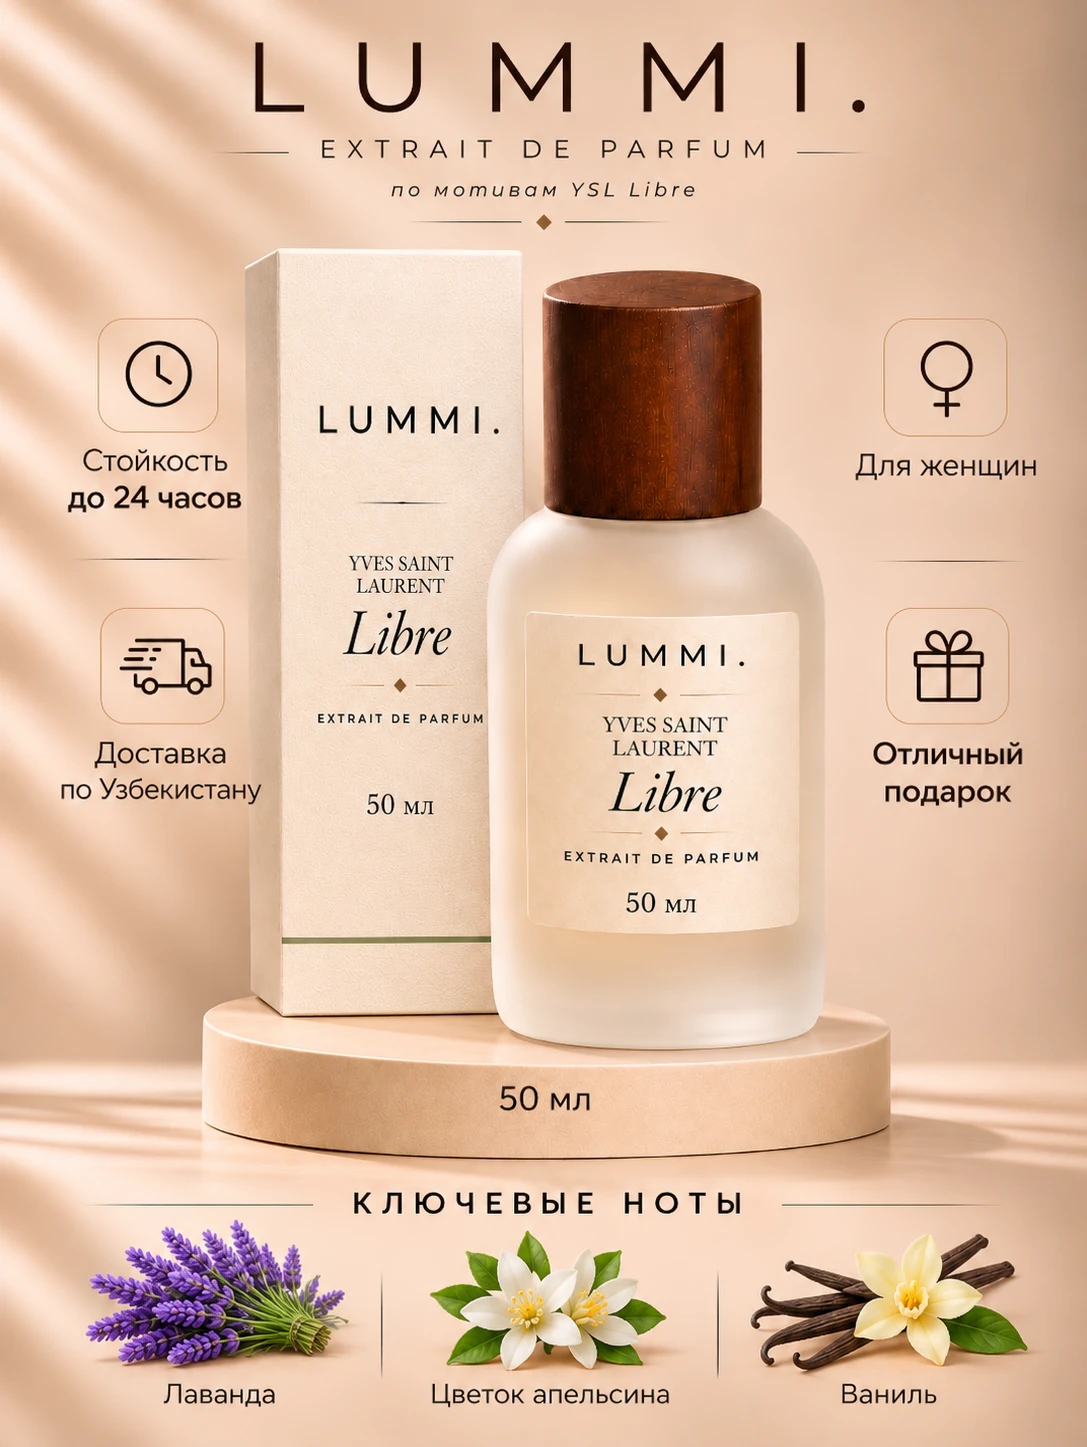 LUMMI.
EXTRAIT DE PARFUM
по мотивам YSL Libre
Стойкость
до 24 часов
Доставка
по Узбекистану
LUMMI.
YVES SAINT
LAURENT
Libre
EXTRAIT DE PARFUM
50 мл
LUMMI.
YVES SAINT
LAURENT
Libre
EXTRAIT DE PARFUM
50 мл
Для женщин
Отличный
подарок
50 мл
КЛЮЧЕВЫЕ НОТЫ
Лаванда
Цветок апельсина
Ваниль